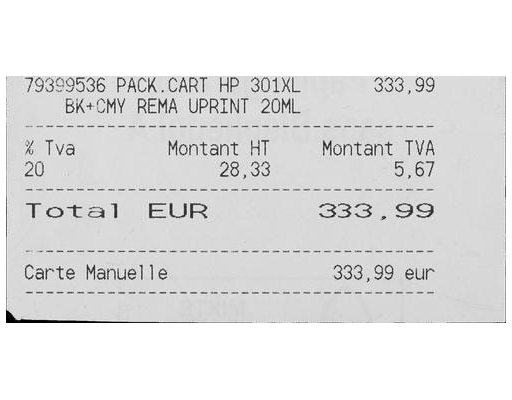 79399536 PACK.CART HP 301XL 333,99
BK+CMY REMA UPRINT 20ML
% Tva Montant HT Montant TVA
20 28,33 5,67
Total EUR 333,99
Carte Manuelle 333,99 eur